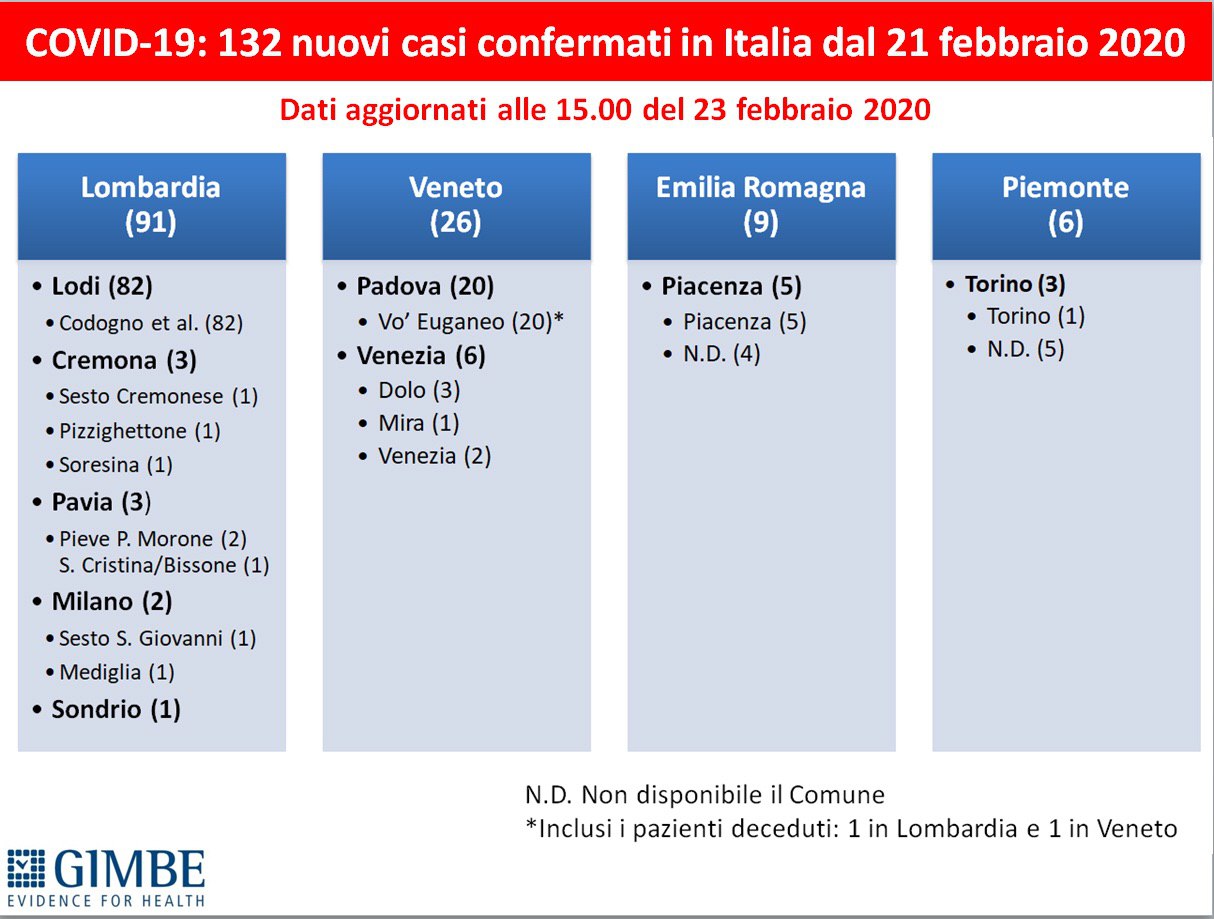 COVID-19: 132 nuovi casi confermati in Italia dal 21 febbraio 2020
Dati aggiornati alle 15.00 del 23 febbraio 2020
Lombardia
(91)
• Lodi (82)
• Codogno et al. (82)
• Cremona (3)
• Sesto Cremonese (1)
• Pizzighettone (1)
• Soresina (1)
• Pavia (3)
• Pieve P. Morone (2)
S. Cristina/Bissone (1)
• Milano (2)
• Sesto S. Giovanni (1)
• Mediglia (1)
• Sondrio (1)
Veneto
(26)
• Padova (20)
• Vo’ Euganeo (20)*
• Venezia (6)
• Dolo (3)
• Mira (1)
• Venezia (2)
Emilia Romagna
(9)
• Piacenza (5)
• Piacenza (5)
• N.D. (4)
Piemonte
(6)
• Torino (3)
• Torino (1)
• N.D. (5)
N.D. Non disponibile il Comune
*Inclusi i pazienti deceduti: 1 in Lombardia e 1 in Veneto
GIMBE
EVIDENCE FOR HEALTH